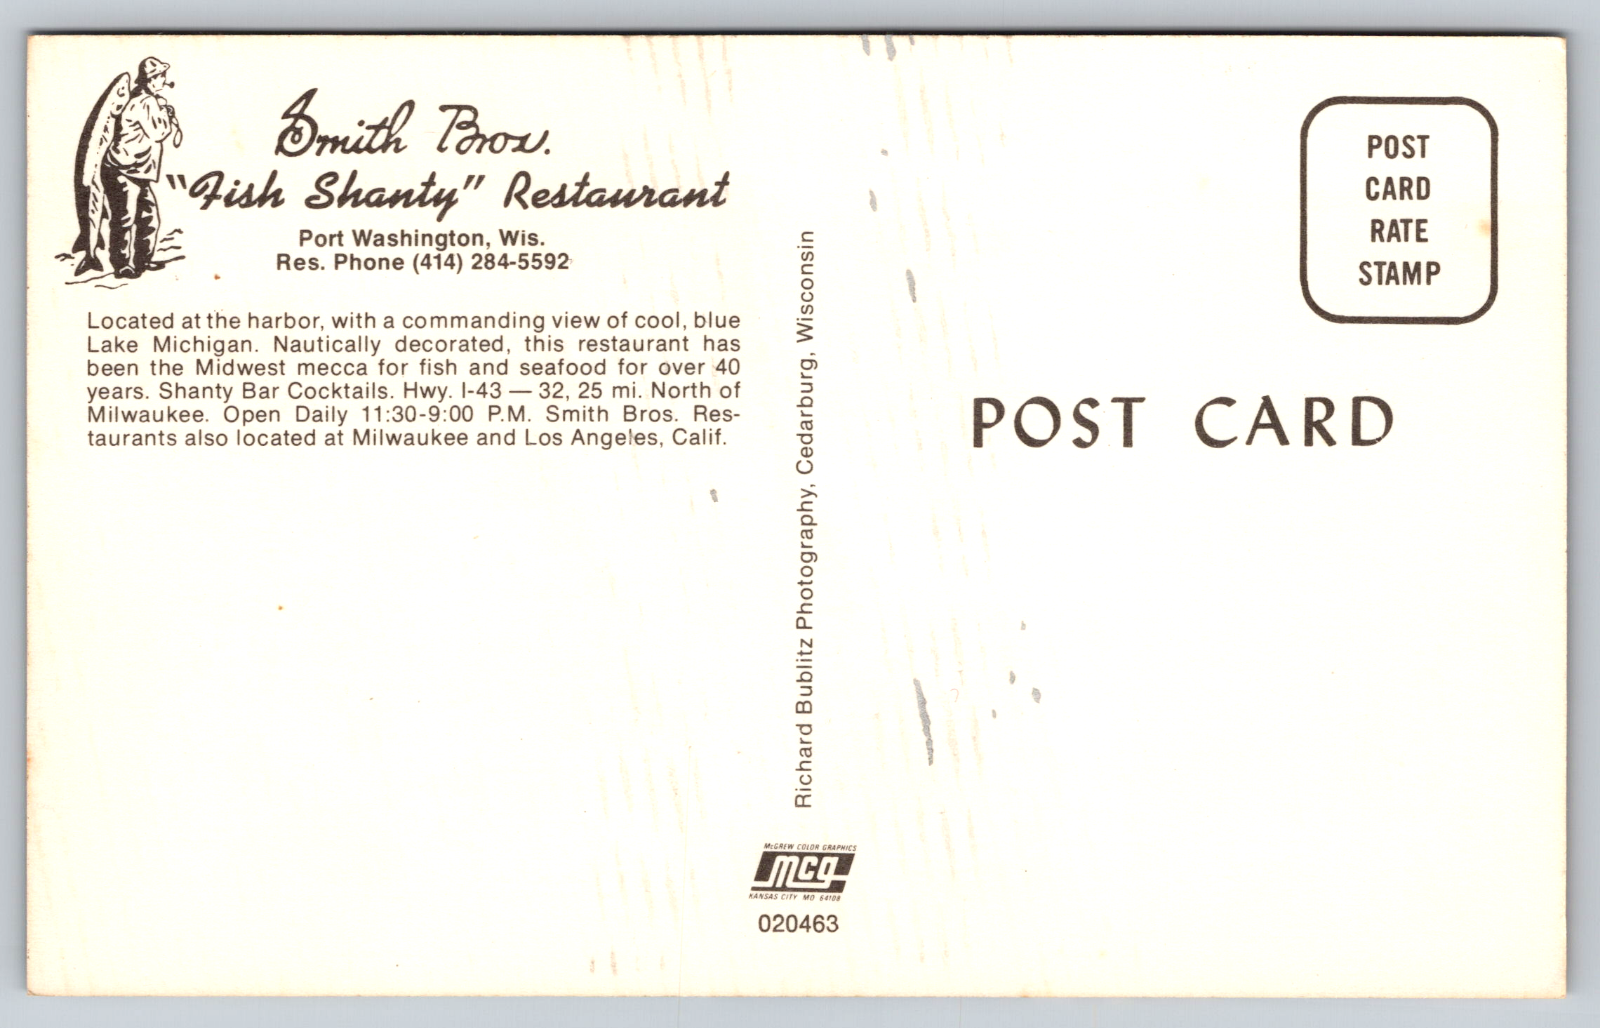 Smith Bros.
"Fish Shanty" Restaurant
Port Washington, Wis.
Res. Phone (414) 284-5592
Located at the harbor, with a commanding view of cool, blue
Lake Michigan. Nautically decorated, this restaurant has
been the Midwest mecca for fish and seafood for over 40
years. Shanty Bar Cocktails. Hwy. I-43 — 32, 25 mi. North of
Milwaukee. Open Daily 11:30-9:00 P.M. Smith Bros. Res-
taurants also located at Milwaukee and Los Angeles, Calif.
Richard Bublitz Photography, Cedarburg, Wisconsin
McGREW COLOR GRAPHICS
mcg
KANSAS CITY MO 64108
020463
POST
CARD
RATE
STAMP
POST CARD